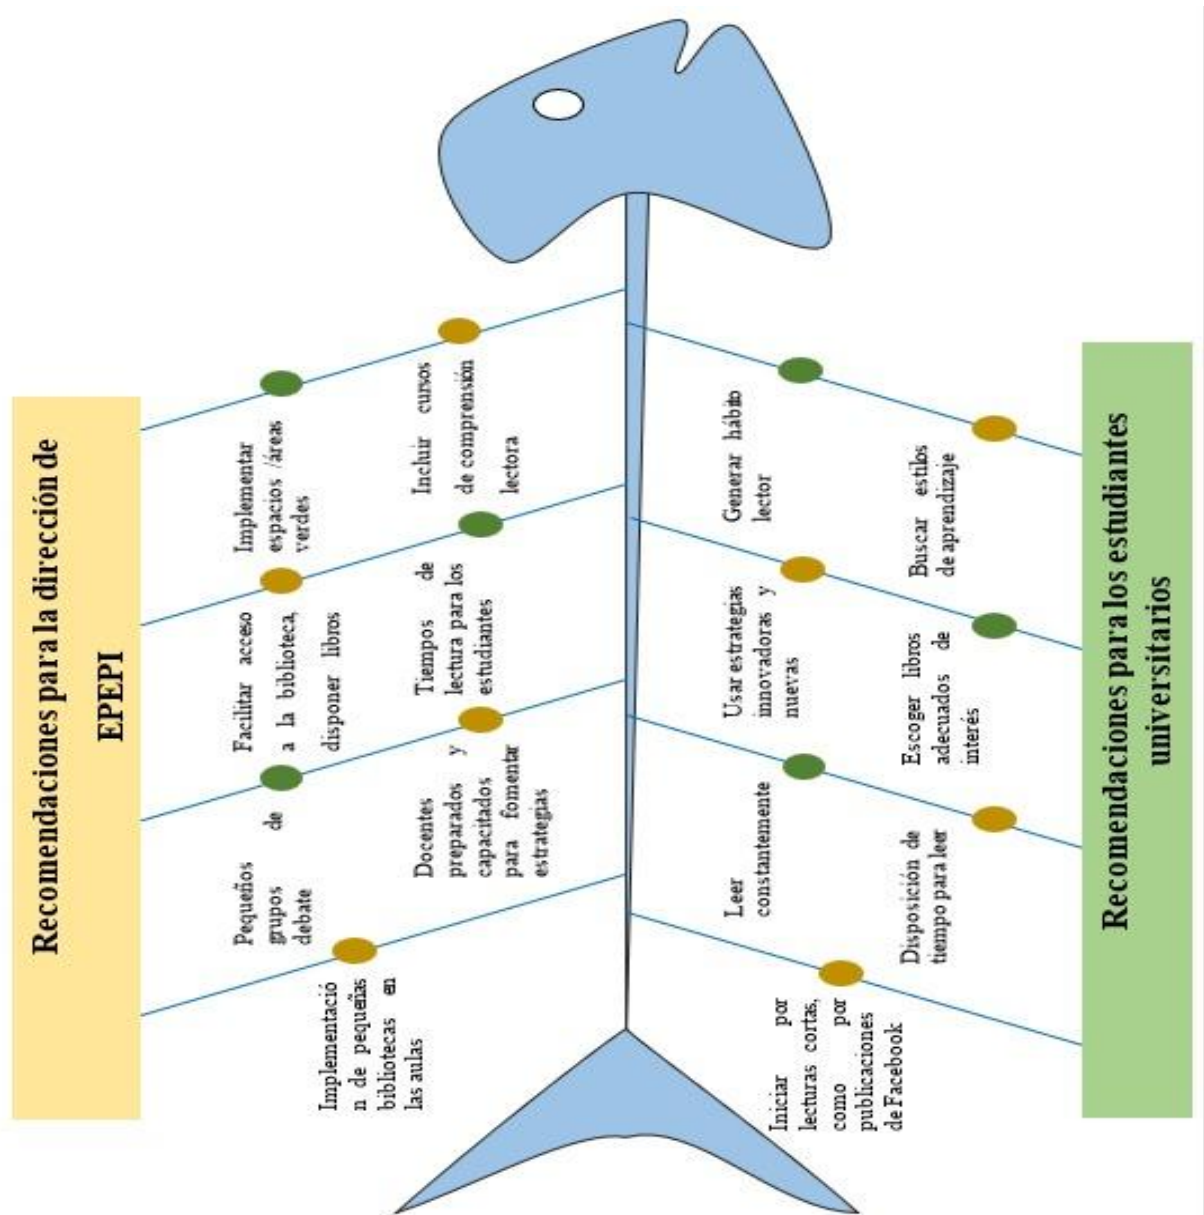 Recomendaciones para la dirección de
EPEPI
Implementació
n de pequeñas
bibliotecas en
las aulas
Pequeños de
grupos
debate
Facilitar acceso
a la biblioteca,
disponer libros
Implementar
espacios /áreas
verdes
Docentes
preparados y
capacitados
para fomentar
estrategias
Tiempos de
lectura para los
estudiantes
Incluir cursos
de comprensión
lectora
Iniciar por
lecturas cortas,
como por
publicaciones
de Facebook
Leer
constantemente
Usar estrategias
innovadoras y
nuevas
Generar hábito
lector
Disposición de
tiempo para leer
Escoger libros
adecuados de
interés
Buscar estilos
de aprendizaje
Recomendaciones para los estudiantes
universitarios